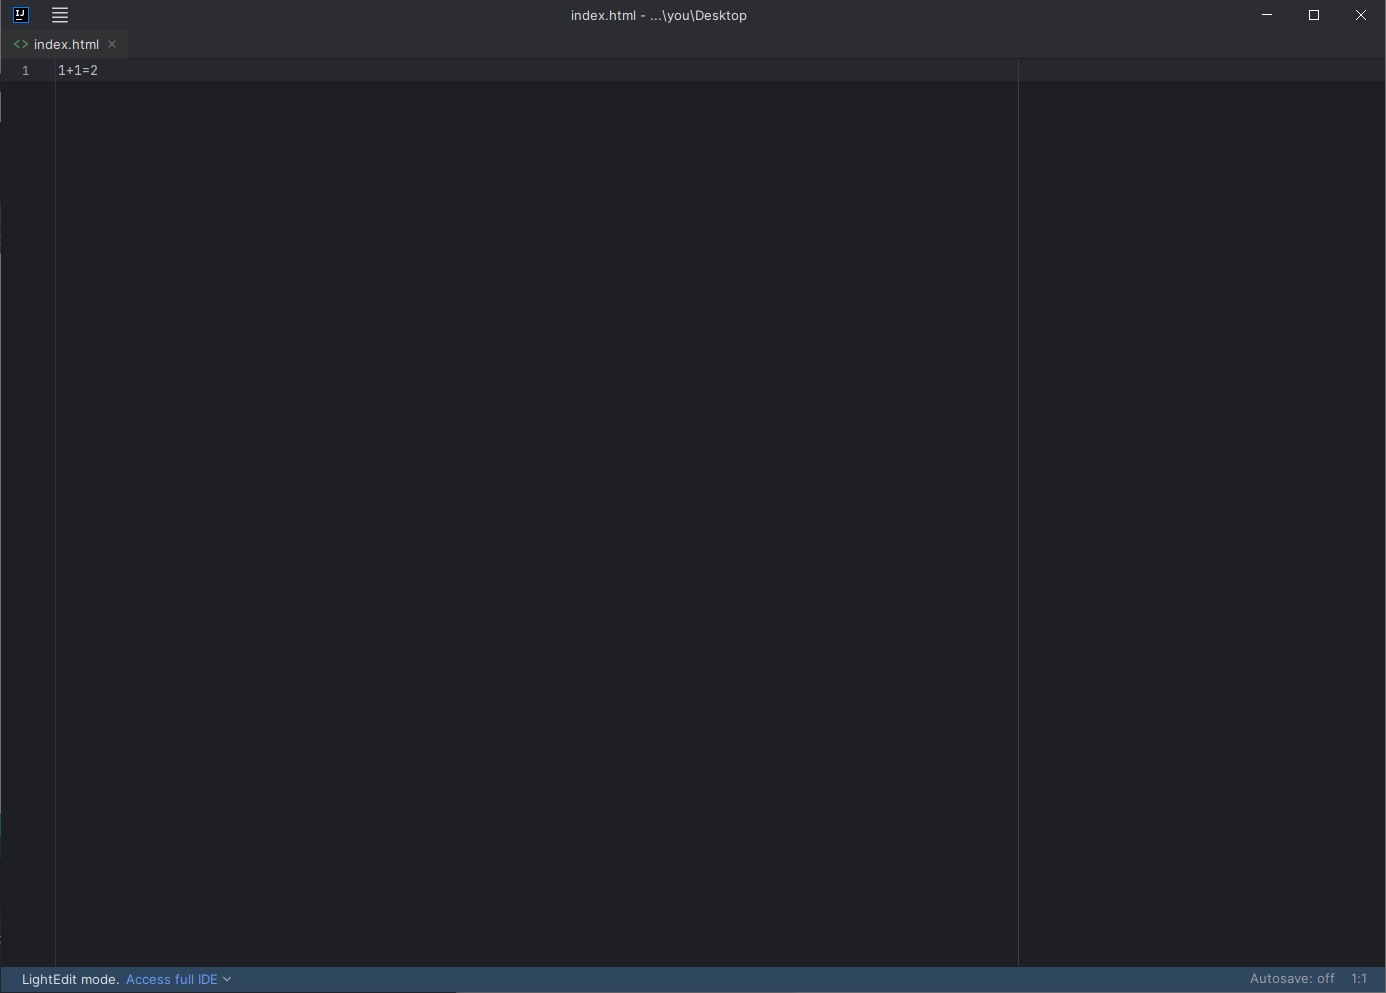 IJ
index.html - ...\you\Desktop
index.html
1 1+1=2
LightEdit mode. Access full IDE
Autosave: off 1:1